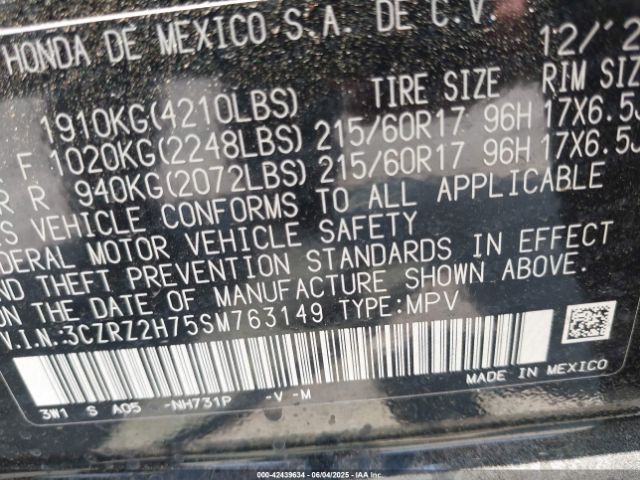 HONDA DE MEXICO S.A. DE C.V.
12/
TIRE SIZE RIM SIZ
1910KG(4210LBS)
F 1020KG(2248LBS) 215/60R17 96H 17X6.5J
R R 940KG(2072LBS) 215/60R17 96H 17X6.5J
IS VEHICLE CONFORMS TO ALL APPLICABLE
DERAL MOTOR VEHICLE SAFETY
ND THEFT PREVENTION STANDARDS IN EFFECT
ON THE DATE OF MANUFACTURE SHOWN ABOVE.
V.I.N.:3CZRZ2H75SM763149 TYPE:MPV
MADE IN MEXICO
3W1 S A05 -NH731P -V -M
000-42439634 - 06/04/2025 - IAA Inc.